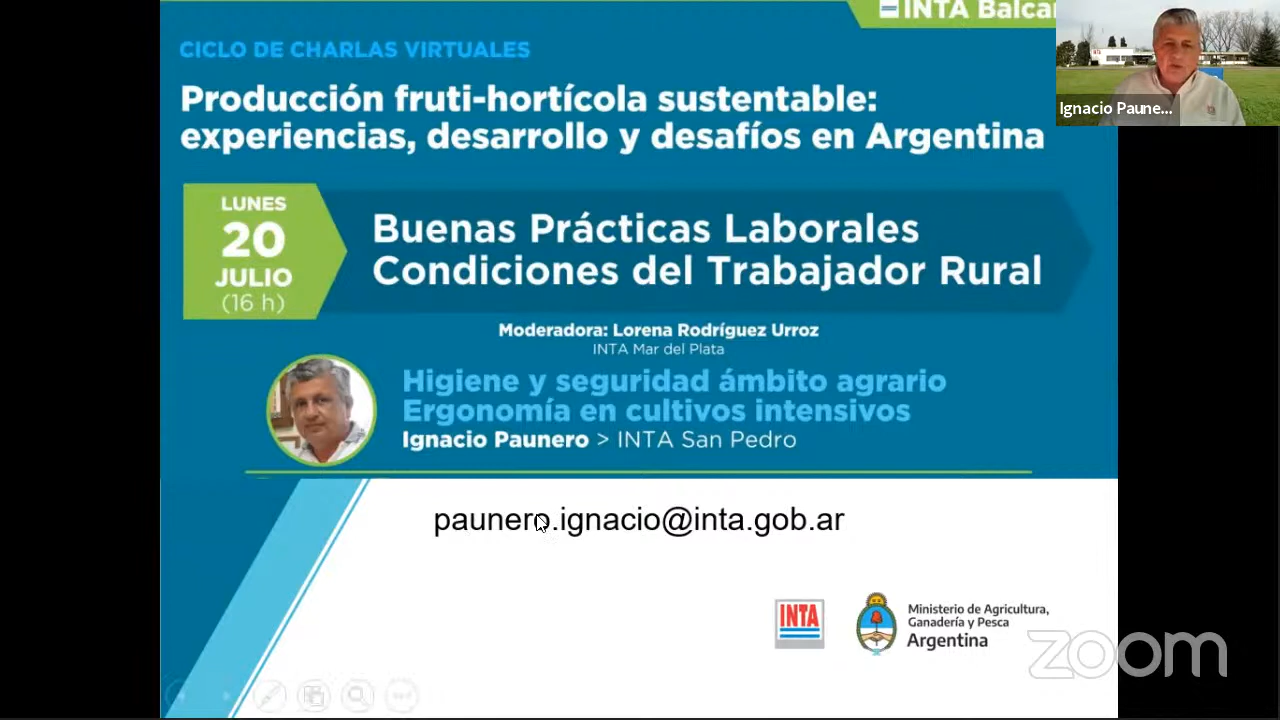 INTA Balcar
CICLO DE CHARLAS VIRTUALES
Producción fruti-hortícola sustentable:
experiencias, desarrollo y desafíos en Argentina
LUNES
20
JULIO
(16 h)
Buenas Prácticas Laborales
Condiciones del Trabajador Rural
Moderadora: Lorena Rodríguez Urroz
INTA Mar del Plata
Higiene y seguridad ámbito agrario
Ergonomía en cultivos intensivos
Ignacio Paunero > INTA San Pedro
paunero.ignacio@inta.gob.ar
INTA
Ministerio de Agricultura,
Ganadería y Pesca
Argentina
zoom
Ignacio Paune...